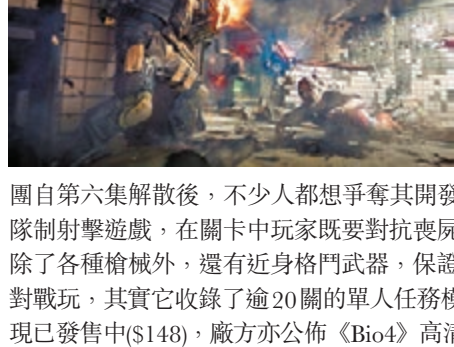 團自第六集解散後，不少人都想爭奪其開發
隊制射擊遊戲，在關卡中玩家既要對抗喪屍
除了各種槍械外，還有近身格鬥武器，保證
對戰玩，其實它收錄了逾20關的單人任務模
現已發售中($148)，廠方亦公佈《Bio4》高清